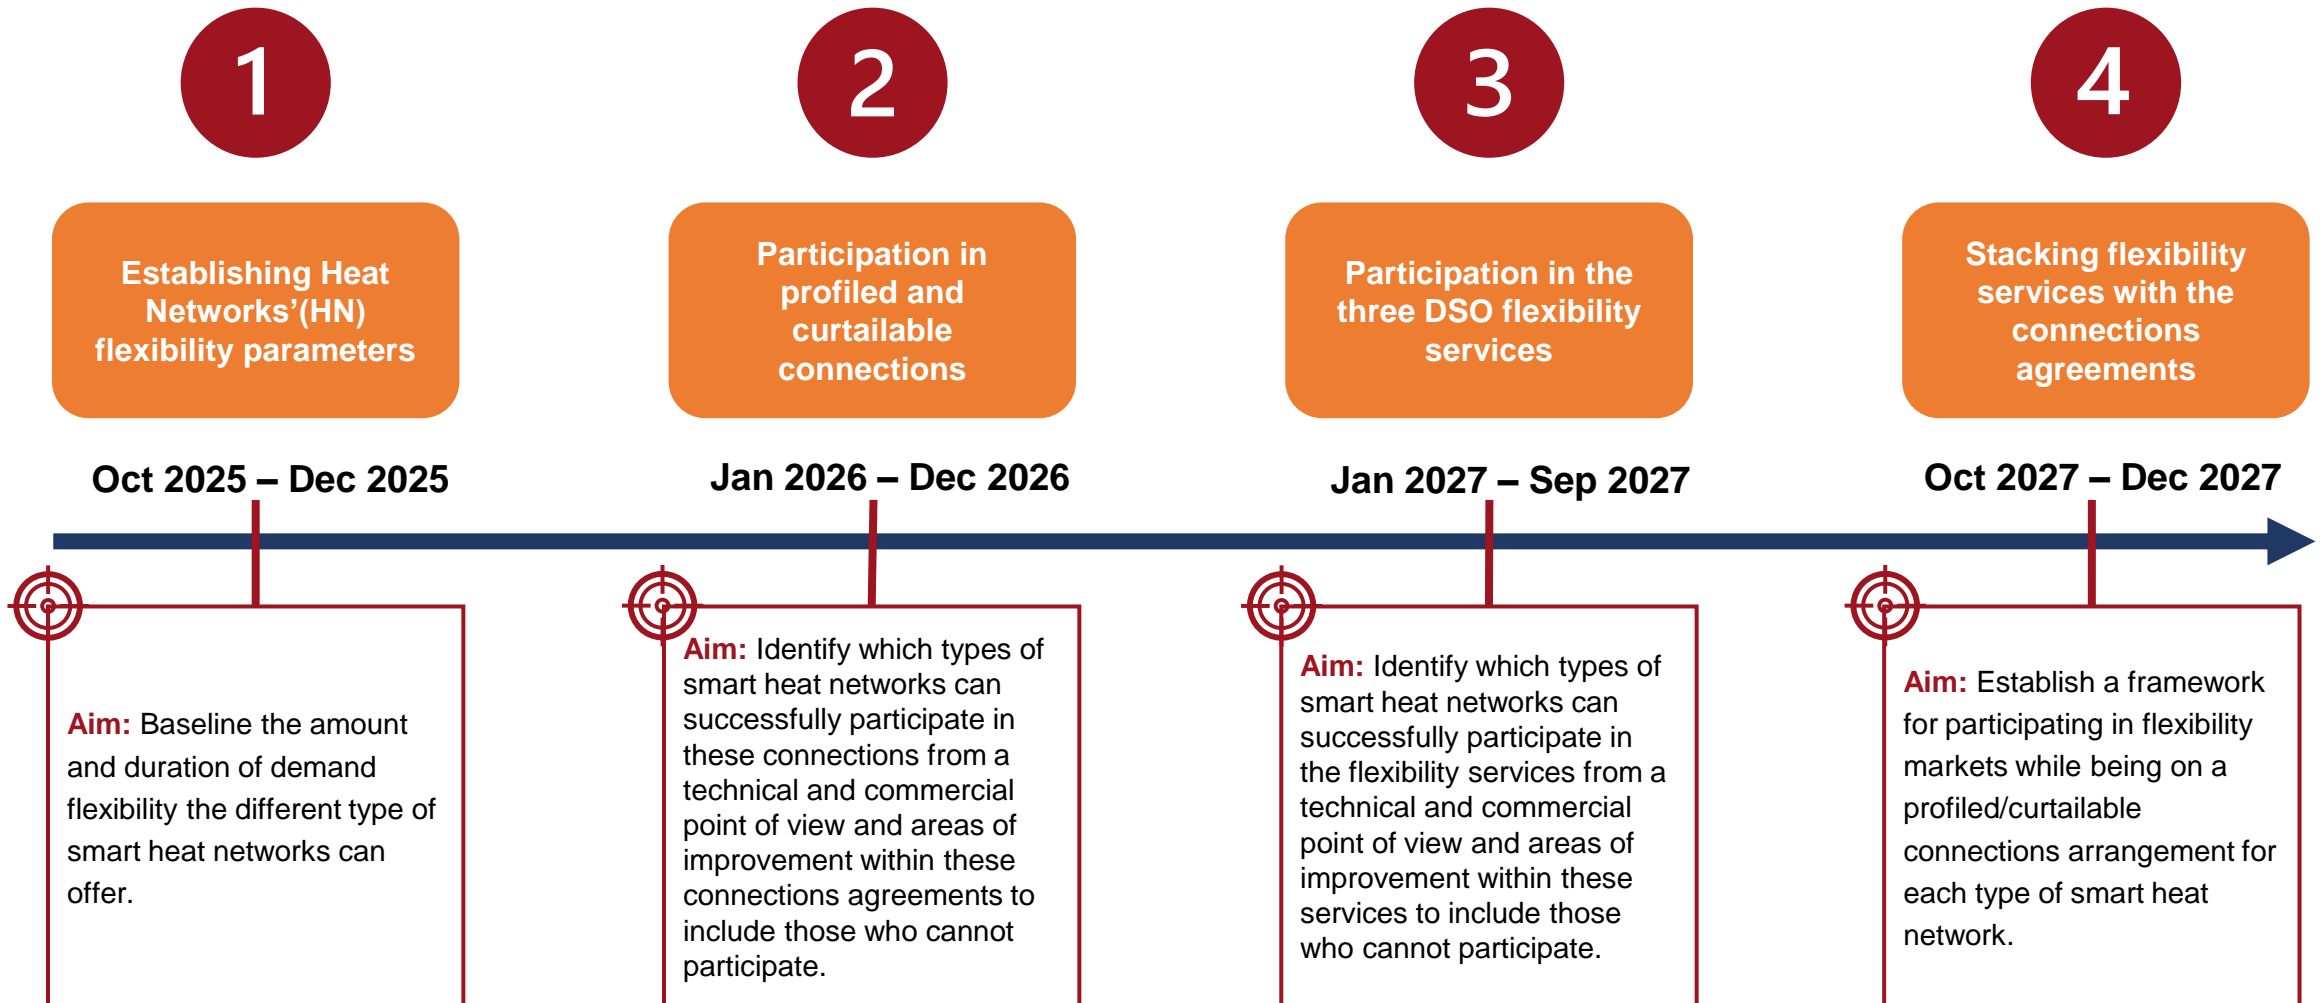 1
Establishing Heat
Networks’(HN)
flexibility parameters
Oct 2025 – Dec 2025
Aim: Baseline the amount
and duration of demand
flexibility the different type of
smart heat networks can
offer.
2
Participation in
profiled and
curtailable
connections
Jan 2026 – Dec 2026
Aim: Identify which types of
smart heat networks can
successfully participate in
these connections from a
technical and commercial
point of view and areas of
improvement within these
connections agreements to
include those who cannot
participate.
3
Participation in the
three DSO flexibility
services
Jan 2027 – Sep 2027
Aim: Identify which types of
smart heat networks can
successfully participate in
the flexibility services from a
technical and commercial
point of view and areas of
improvement within these
services to include those
who cannot participate.
4
Stacking flexibility
services with the
connections
agreements
Oct 2027 – Dec 2027
Aim: Establish a framework
for participating in flexibility
markets while being on a
profiled/curtailable
connections arrangement for
each type of smart heat
network.